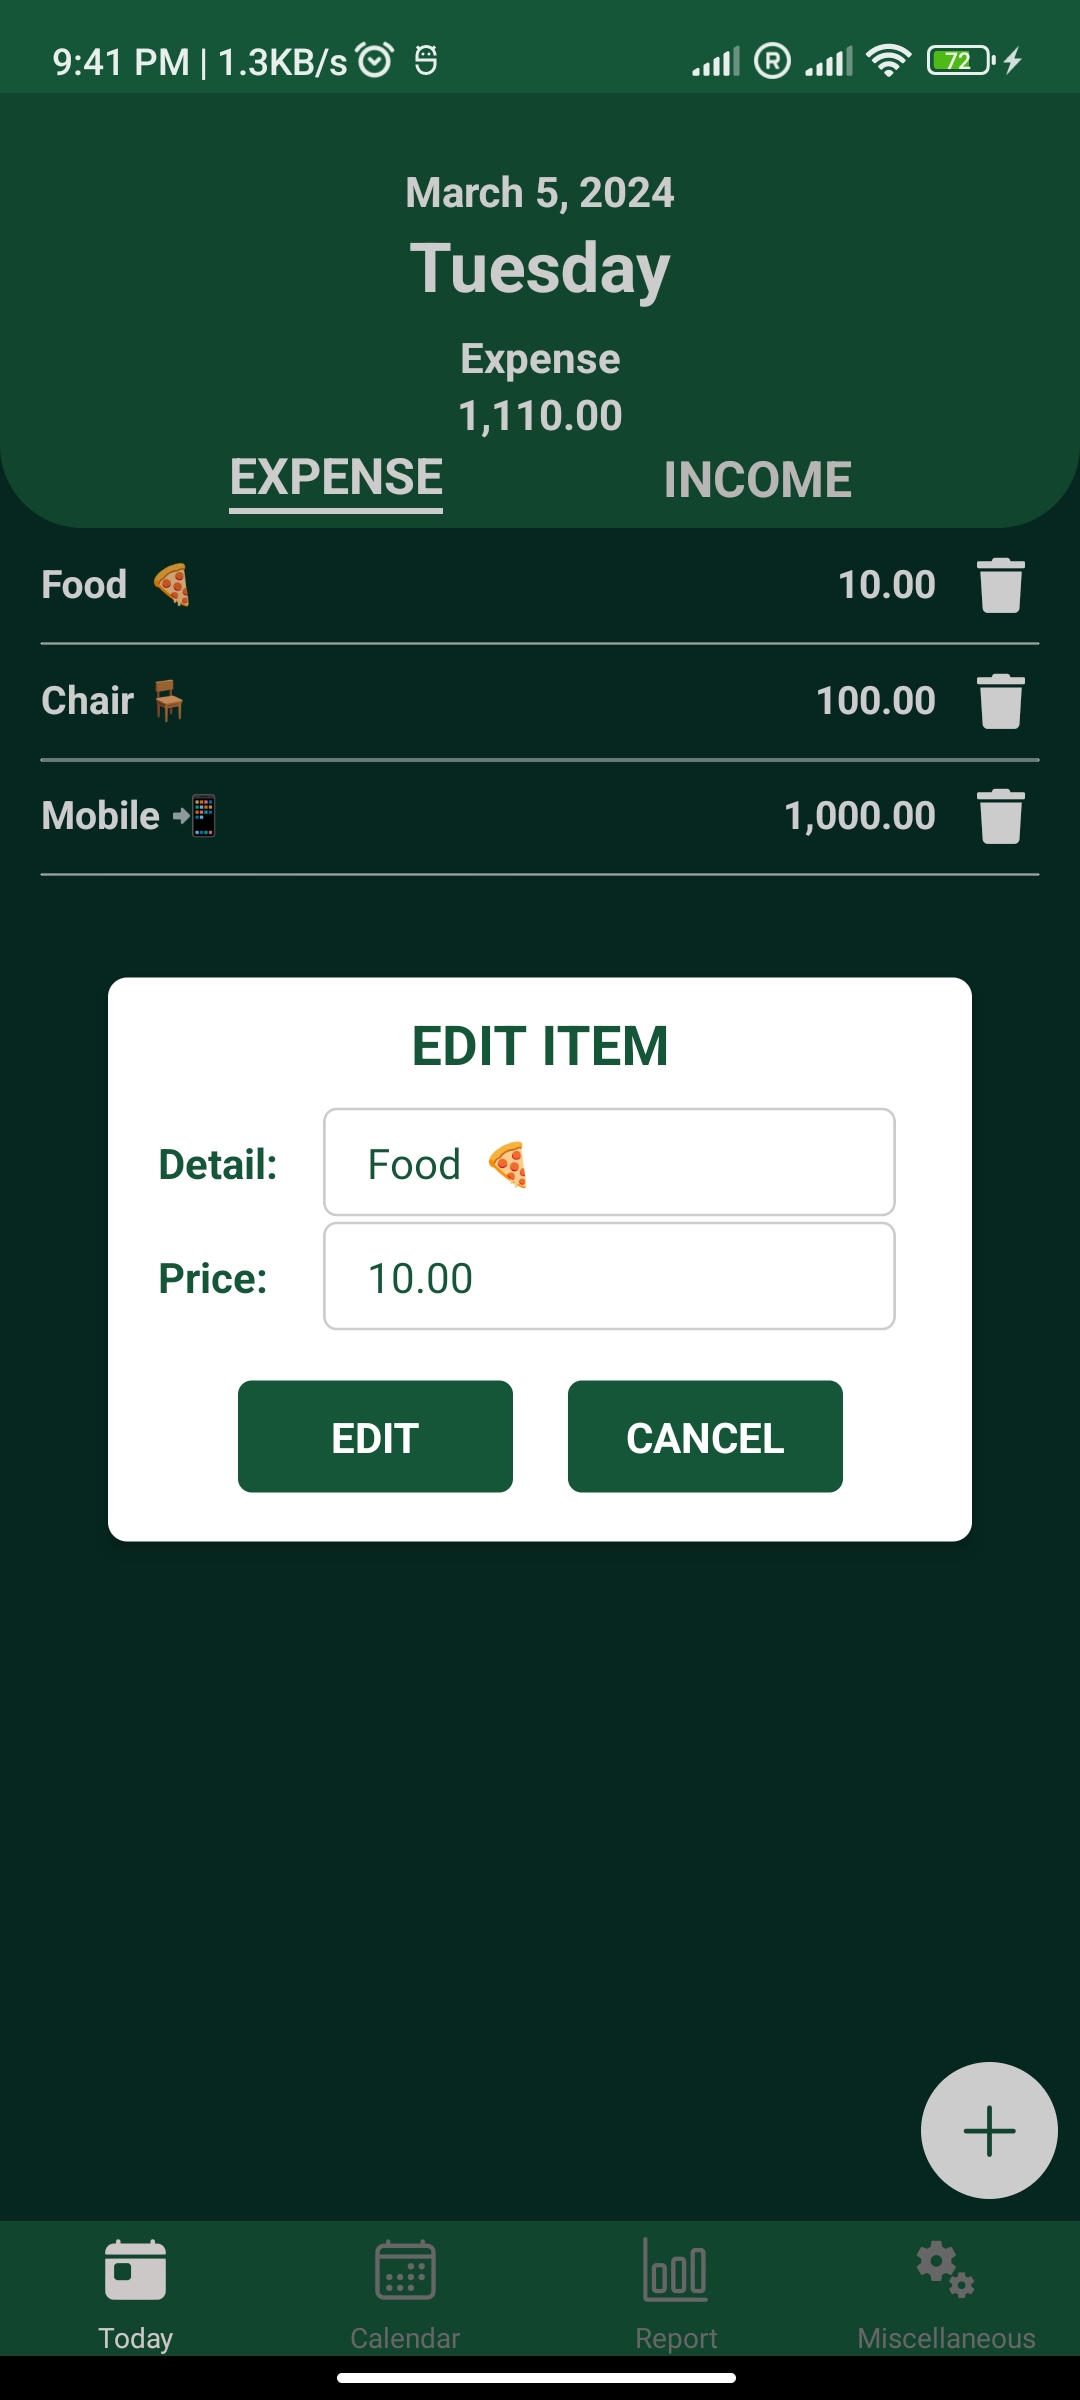 9:41 PM | 1.3KB/s
R
72
March 5, 2024
Tuesday
Expense
1,110.00
EXPENSE INCOME
Food 🍕 10.00
Chair 🪑 100.00
Mobile 📲 1,000.00
EDIT ITEM
Detail: Food 🍕
Price: 10.00
EDIT CANCEL
Today Calendar Report Miscellaneous